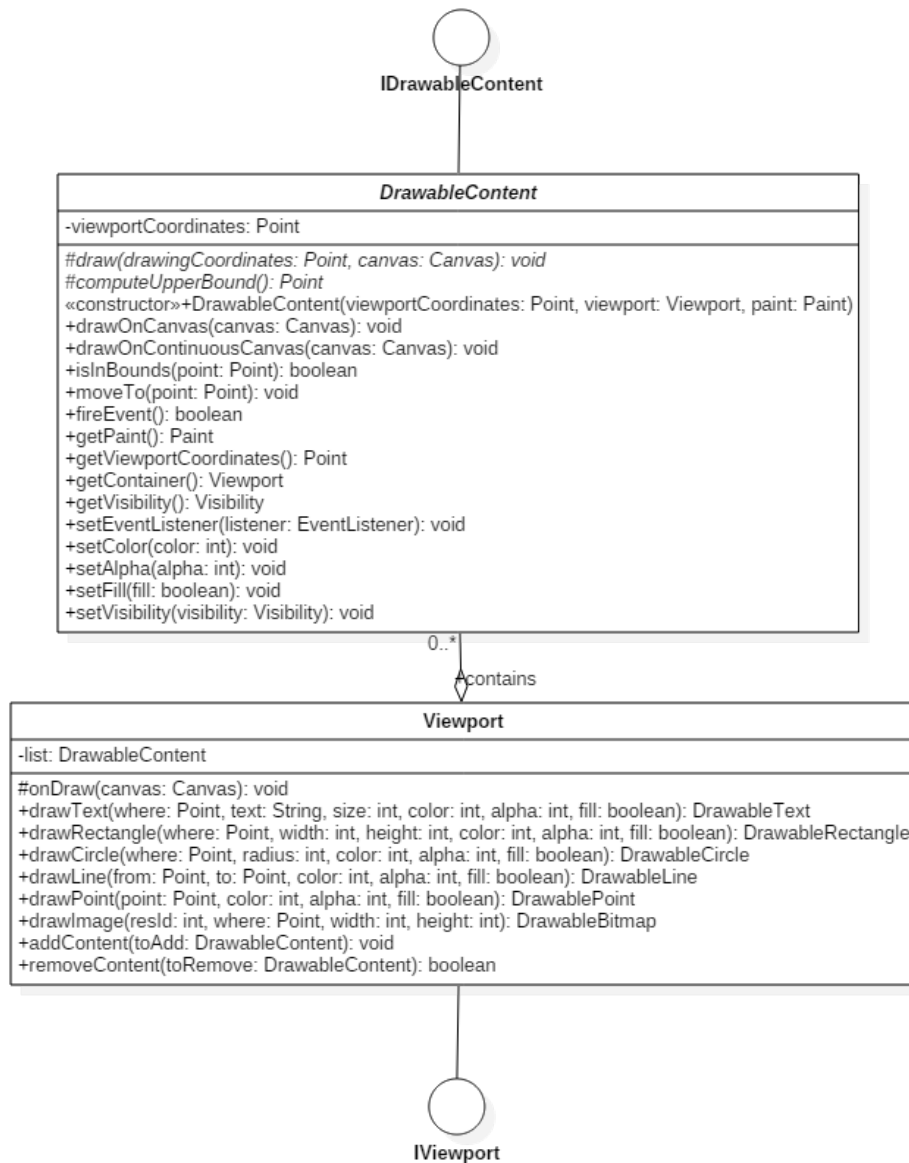 IDrawableContent
DrawableContent
-viewportCoordinates: Point
#draw(drawingCoordinates: Point, canvas: Canvas): void
#computeUpperBound(): Point
«constructor»+DrawableContent(viewportCoordinates: Point, viewport: Viewport, paint: Paint)
+drawOnCanvas(canvas: Canvas): void
+drawOnContinuousCanvas(canvas: Canvas): void
+isInBounds(point: Point): boolean
+moveTo(point: Point): void
+fireEvent(): boolean
+getPaint(): Paint
+getViewportCoordinates(): Point
+getContainer(): Viewport
+getVisibility(): Visibility
+setEventListener(listener: EventListener): void
+setColor(color: int): void
+setAlpha(alpha: int): void
+setFill(fill: boolean): void
+setVisibility(visibility: Visibility): void
0..*
+contains
Viewport
-list: DrawableContent
#onDraw(canvas: Canvas): void
+drawText(where: Point, text: String, size: int, color: int, alpha: int, fill: boolean): DrawableText
+drawRectangle(where: Point, width: int, height: int, color: int, alpha: int, fill: boolean): DrawableRectangle
+drawCircle(where: Point, radius: int, color: int, alpha: int, fill: boolean): DrawableCircle
+drawLine(from: Point, to: Point, color: int, alpha: int, fill: boolean): DrawableLine
+drawPoint(point: Point, color: int, alpha: int, fill: boolean): DrawablePoint
+drawImage(resId: int, where: Point, width: int, height: int): DrawableBitmap
+addContent(toAdd: DrawableContent): void
+removeContent(toRemove: DrawableContent): boolean
IViewport